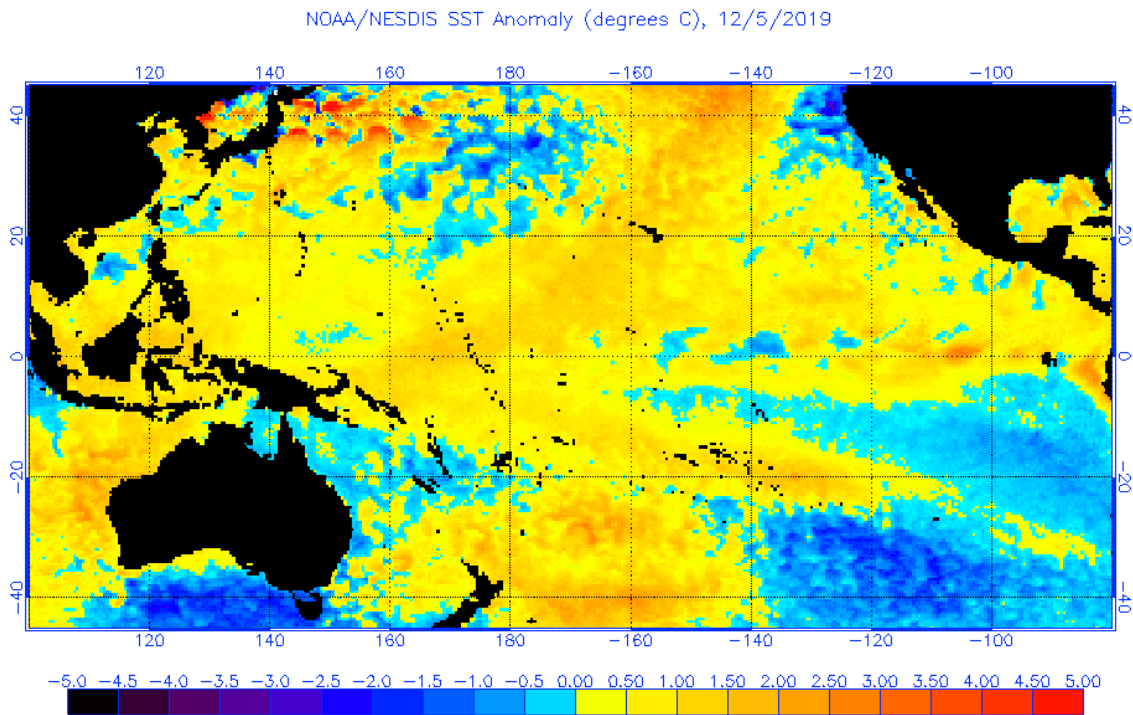 NOAA/NESDIS SST Anomaly (degrees C), 12/5/2019
120 140 160 180 −160 −140 −120 −100
40 40
20 20
0 0
−20 −20
−40 −40
120 140 160 180 −160 −140 −120 −100
−5.0 −4.5 −4.0 −3.5 −3.0 −2.5 −2.0 −1.5 −1.0 −0.5 0.00 0.50 1.00 1.50 2.00 2.50 3.00 3.50 4.00 4.50 5.00